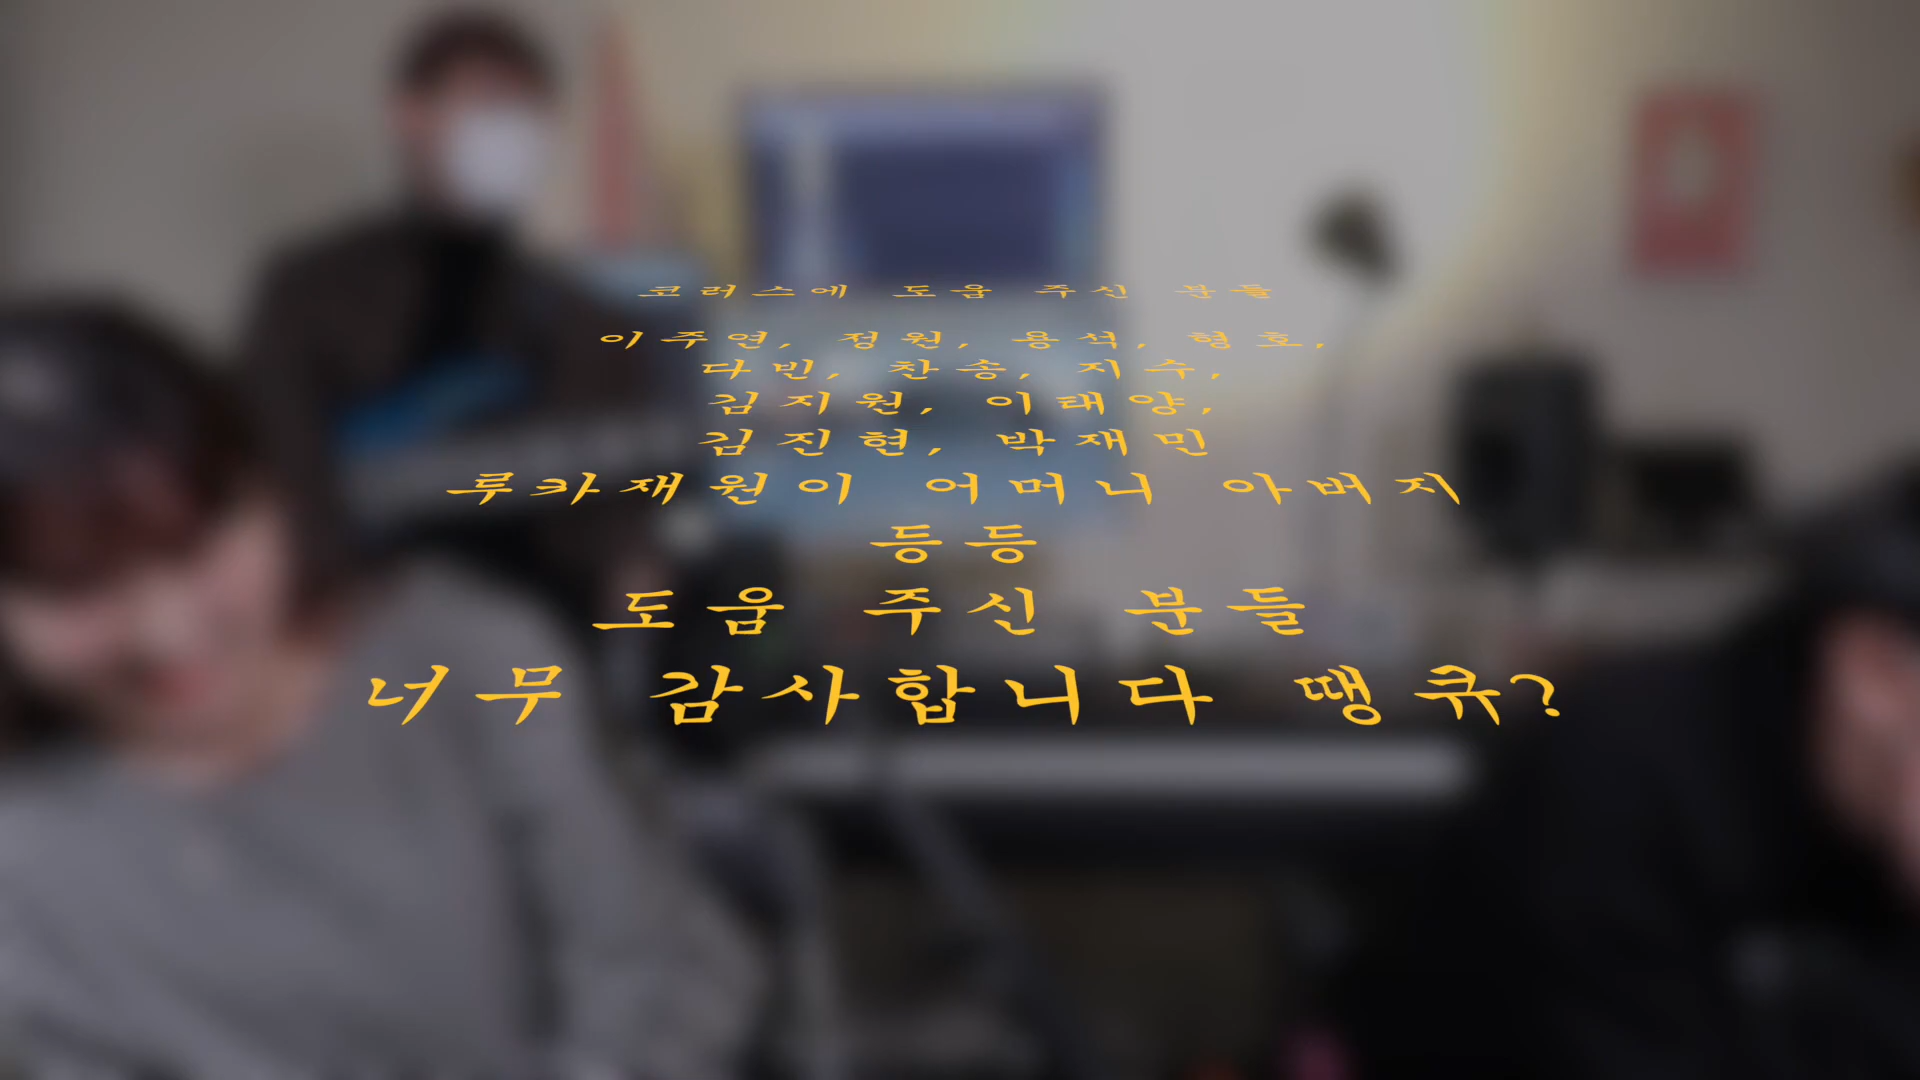 코러스에 도움 주신 분들
이주연, 정원, 용석, 형호,
다빈, 찬송, 지수,
김지원, 이태양,
김진현, 박재민
루카재원이 어머니 아버지
등등
도움 주신 분들
너무 감사합니다 땡큐?